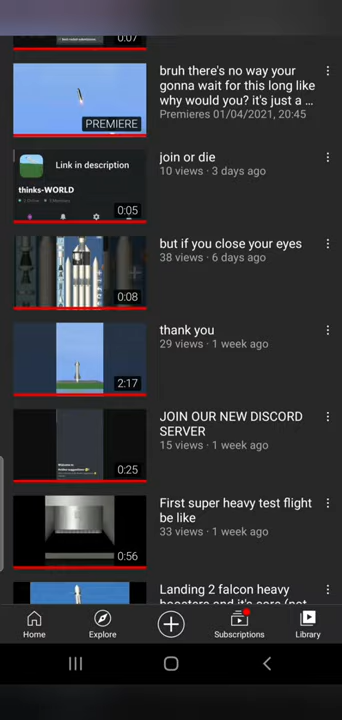 0:07
bruh there's no way your
gonna wait for this long like
why would you? it's just a ...
Premieres 01/04/2021, 20:45
PREMIERE
Link in description
thinks-WORLD
0:05
join or die
10 views · 3 days ago
but if you close your eyes
38 views · 6 days ago
0:08
thank you
29 views · 1 week ago
2:17
JOIN OUR NEW DISCORD
SERVER
15 views · 1 week ago
0:25
First super heavy test flight
be like
33 views · 1 week ago
0:56
Landing 2 falcon heavy
Home
Explore
Subscriptions
Library